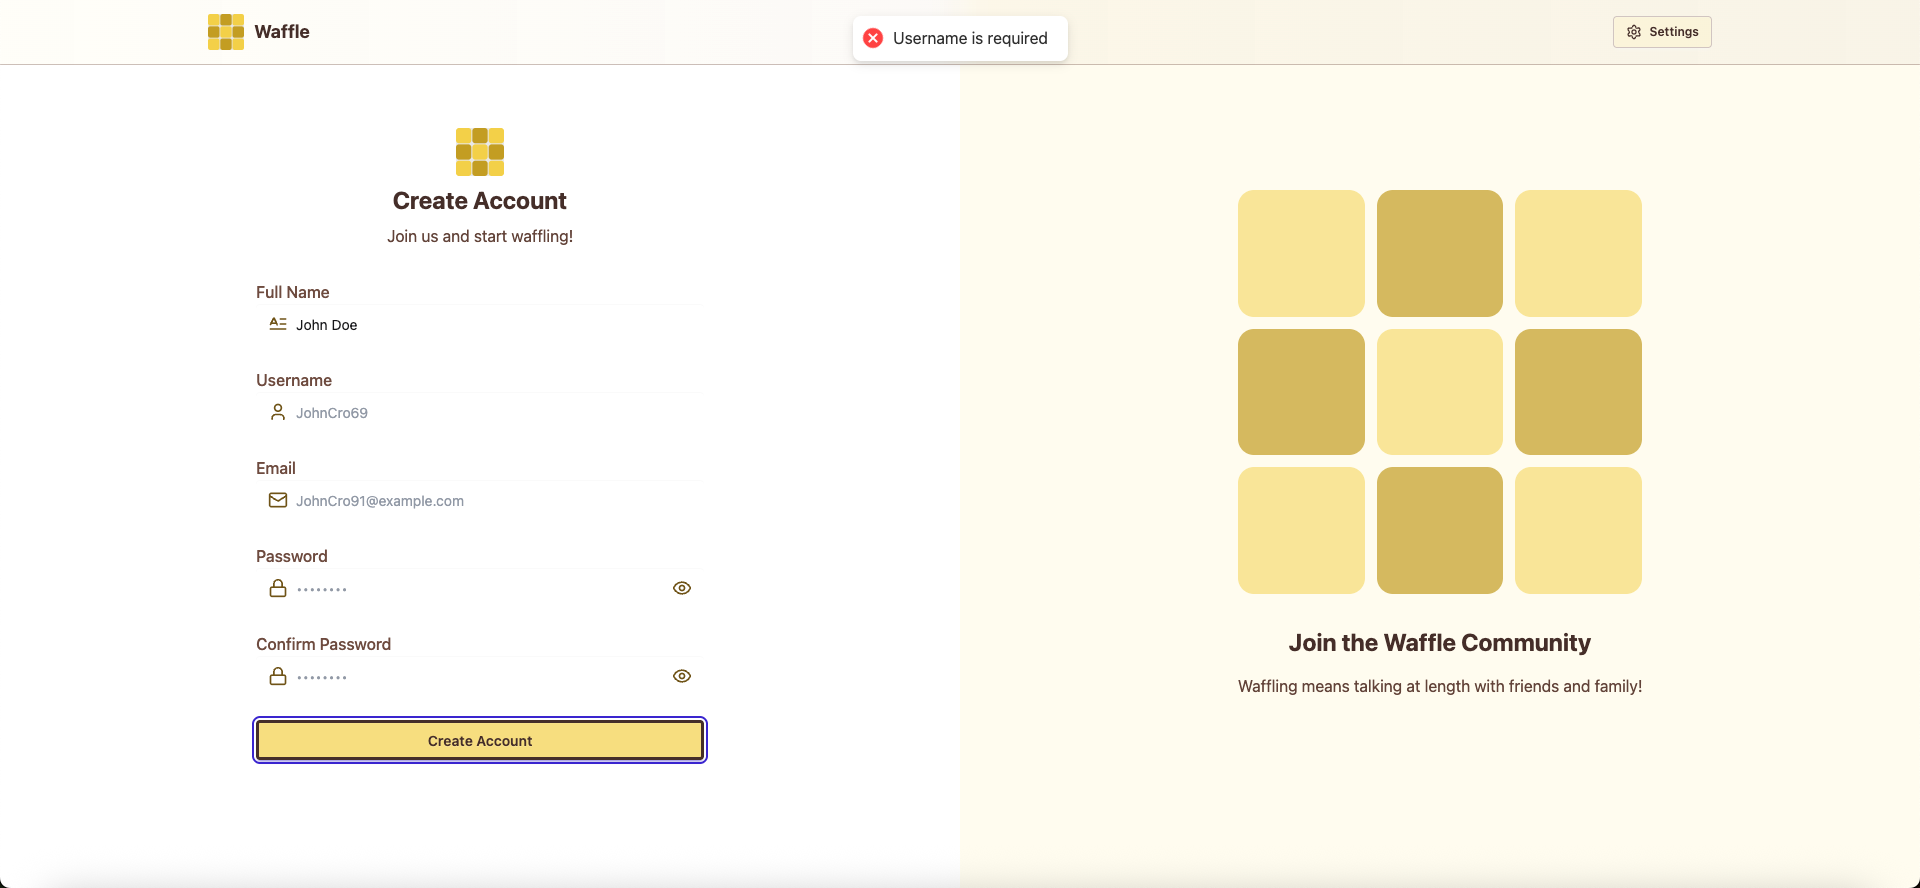 Waffle
Username is required
Settings
Create Account
Join us and start waffling!
Full Name
John Doe
Username
JohnCro69
Email
JohnCro91@example.com
Password
••••••••
Confirm Password
••••••••
Create Account
Join the Waffle Community
Waffling means talking at length with friends and family!